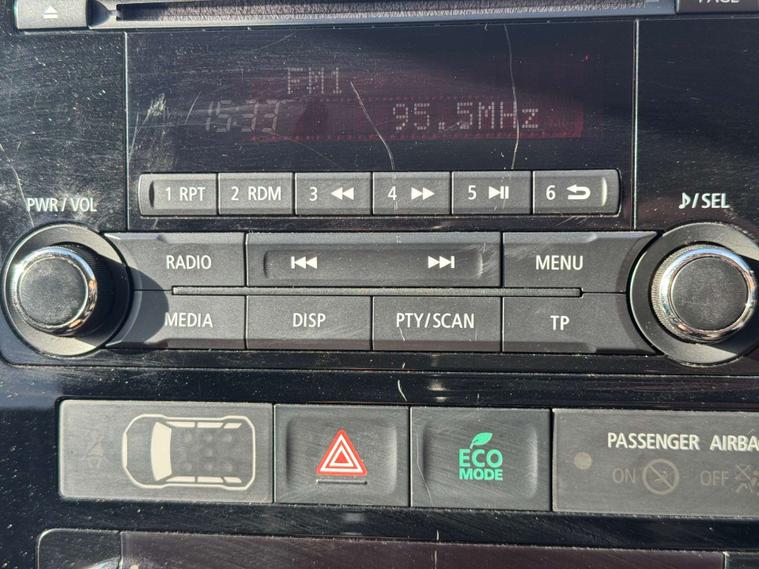 PAGE
FM1
15:33 95.5MHz
1 RPT 2 RDM 3 4 5 6
PWR/VOL ♪/SEL
RADIO MENU
MEDIA DISP PTY/SCAN TP
PASSENGER AIRBA
ECO
MODE
ON OFF